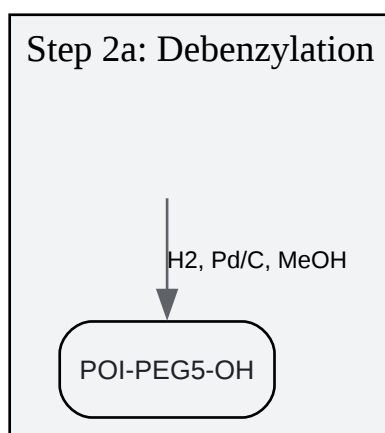 Step 2a: Debenzylation
H2, Pd/C, MeOH
POI-PEG5-OH